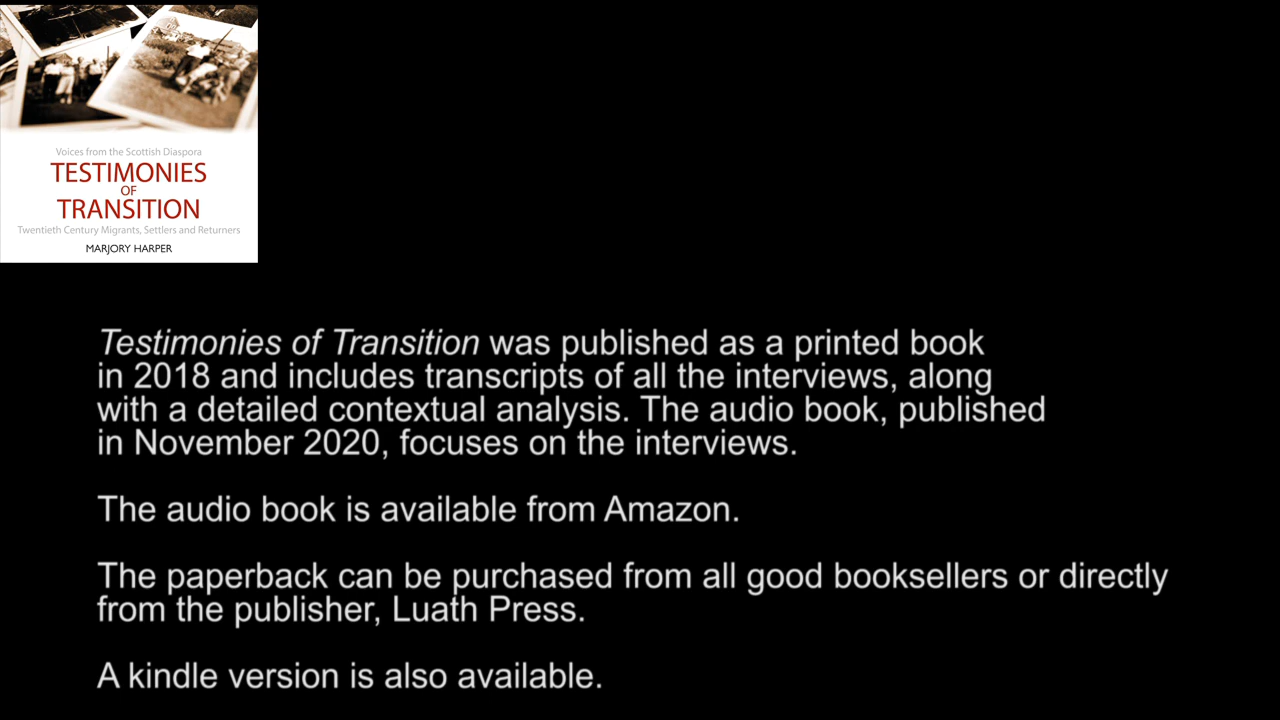 Voices from the Scottish Diaspora
TESTIMONIES
OF
TRANSITION
Twentieth Century Migrants, Settlers and Returners
MARJORY HARPER
Testimonies of Transition was published as a printed book
in 2018 and includes transcripts of all the interviews, along
with a detailed contextual analysis. The audio book, published
in November 2020, focuses on the interviews.
The audio book is available from Amazon.
The paperback can be purchased from all good booksellers or directly
from the publisher, Luath Press.
A kindle version is also available.